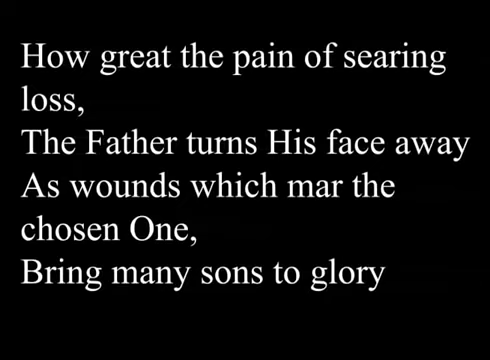 How great the pain of searing
loss,
The Father turns His face away
As wounds which mar the
chosen One,
Bring many sons to glory